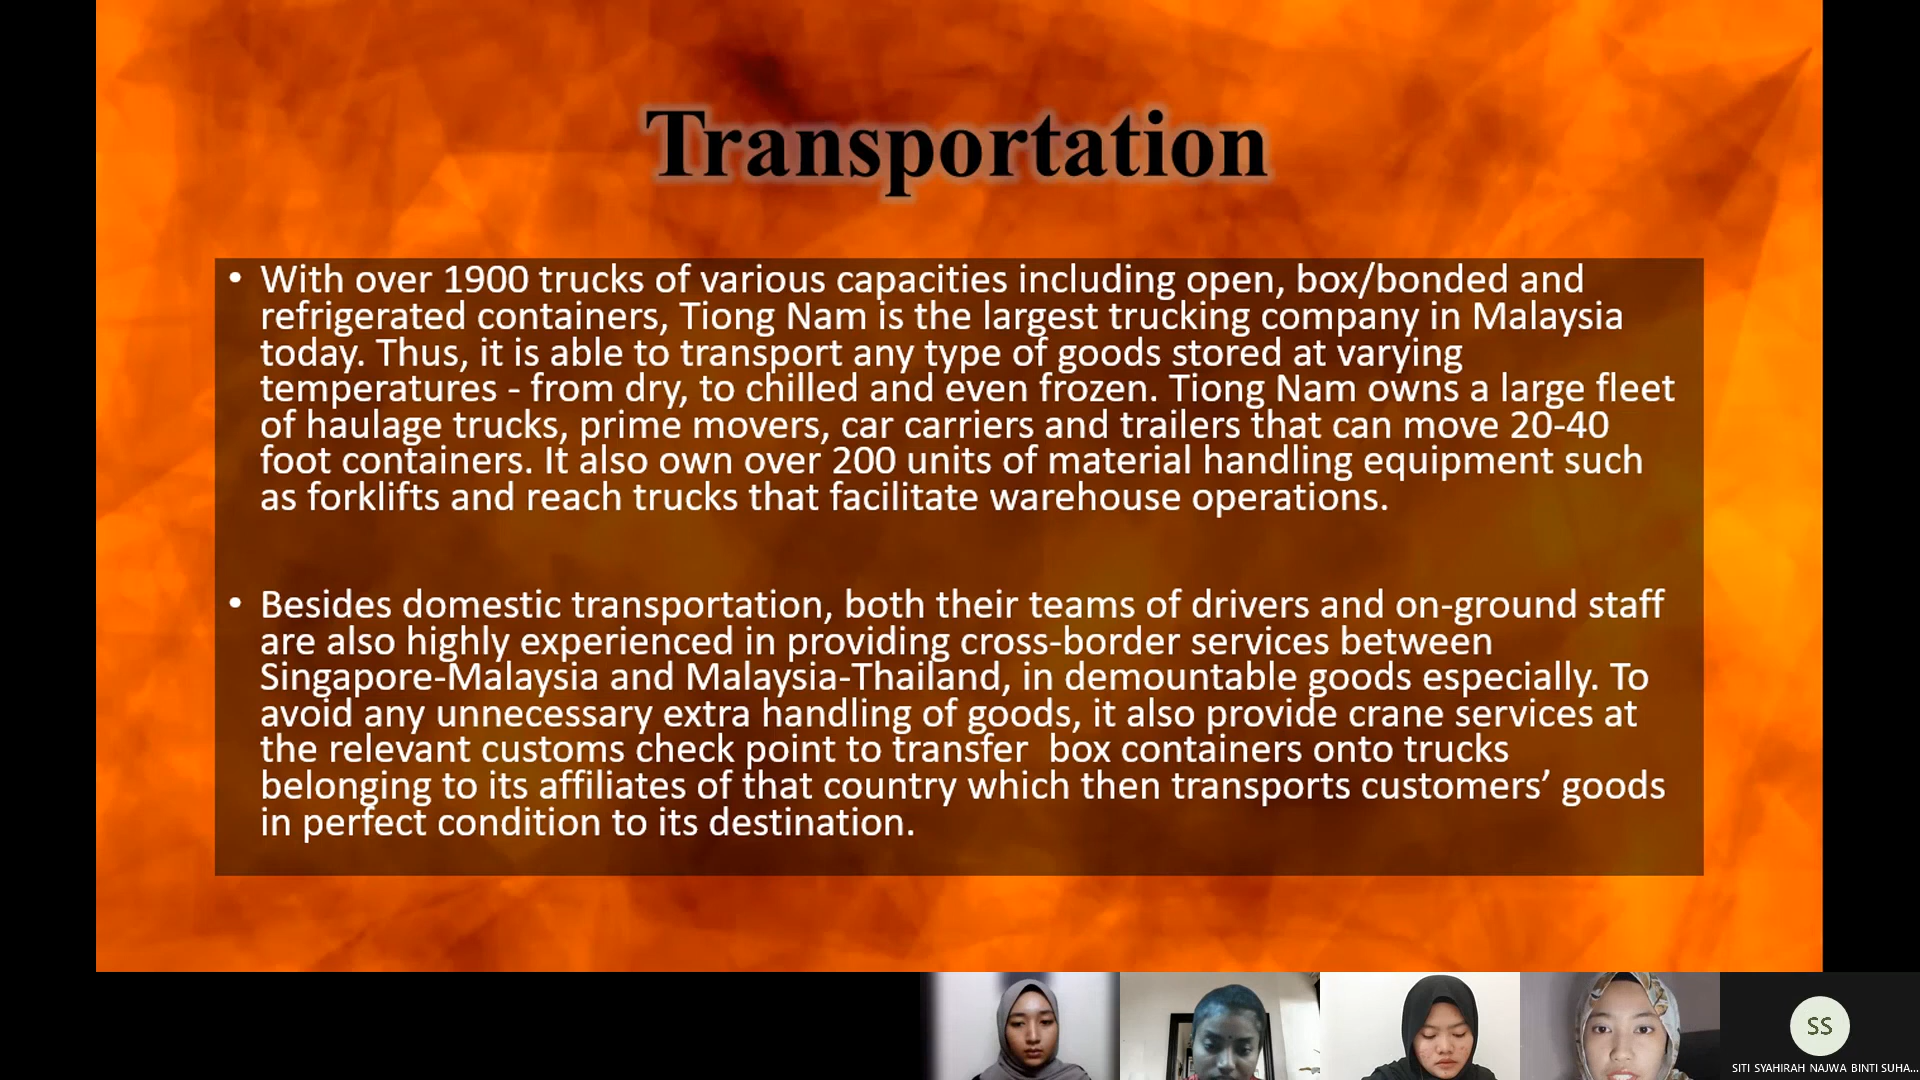 Transportation
• With over 1900 trucks of various capacities including open, box/bonded and
refrigerated containers, Tiong Nam is the largest trucking company in Malaysia
today. Thus, it is able to transport any type of goods stored at varying
temperatures - from dry, to chilled and even frozen. Tiong Nam owns a large fleet
of haulage trucks, prime movers, car carriers and trailers that can move 20-40
foot containers. It also own over 200 units of material handling equipment such
as forklifts and reach trucks that facilitate warehouse operations.
• Besides domestic transportation, both their teams of drivers and on-ground staff
are also highly experienced in providing cross-border services between
Singapore-Malaysia and Malaysia-Thailand, in demountable goods especially. To
avoid any unnecessary extra handling of goods, it also provide crane services at
the relevant customs check point to transfer  box containers onto trucks
belonging to its affiliates of that country which then transports customers’ goods
in perfect condition to its destination.
SS
SITI SYAHIRAH NAJWA BINTI SUHA...